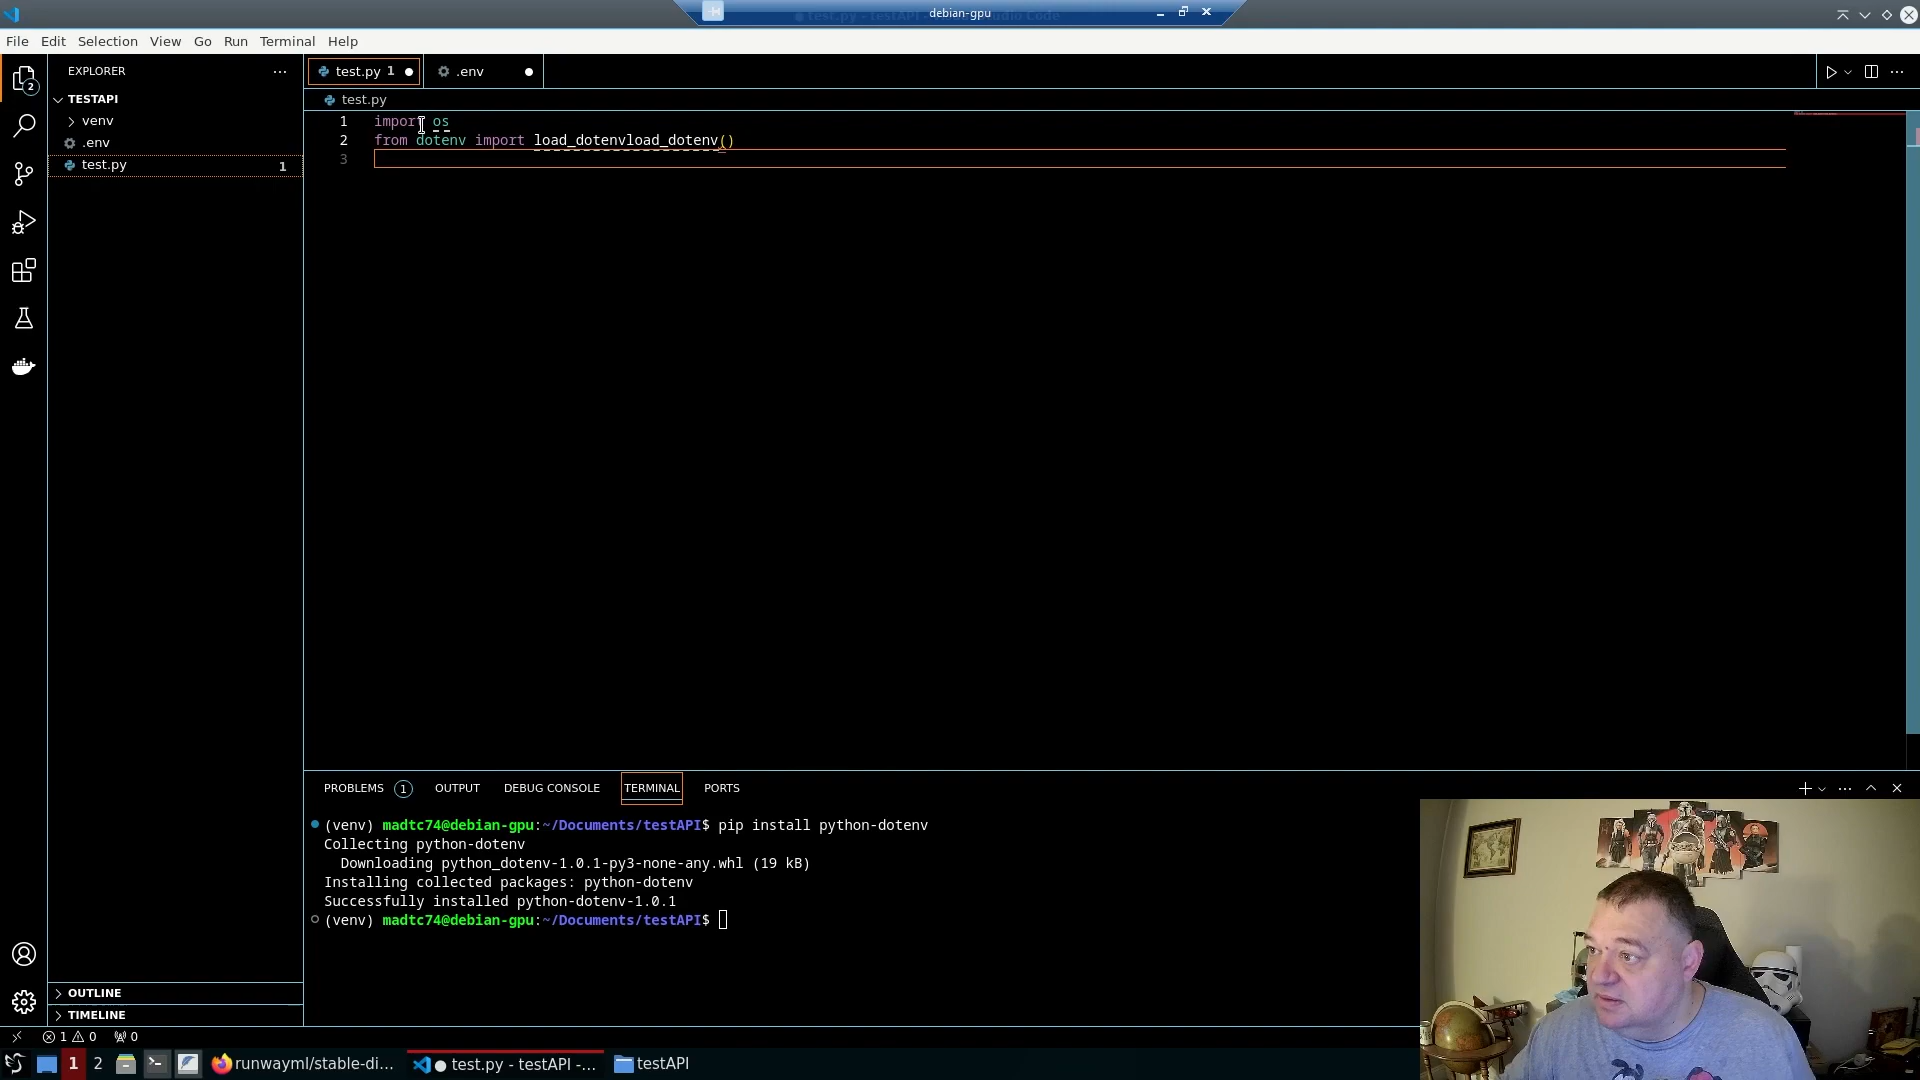 debian-gpu
File Edit Selection View Go Run Terminal Help
EXPLORER
test.py 1
.env
TESTAPI
test.py
venv
.env
test.py 1
1 import os
2 from dotenv import load_dotenvload_dotenv()
3
PROBLEMS 1 OUTPUT DEBUG CONSOLE TERMINAL PORTS
(venv) madtc74@debian-gpu:~/Documents/testAPI$ pip install python-dotenv
Collecting python-dotenv
Downloading python_dotenv-1.0.1-py3-none-any.whl (19 kB)
Installing collected packages: python-dotenv
Successfully installed python-dotenv-1.0.1
(venv) madtc74@debian-gpu:~/Documents/testAPI$
OUTLINE
TIMELINE
1 0 0
1 2 runwayml/stable-di... test.py - testAPI -... testAPI
2